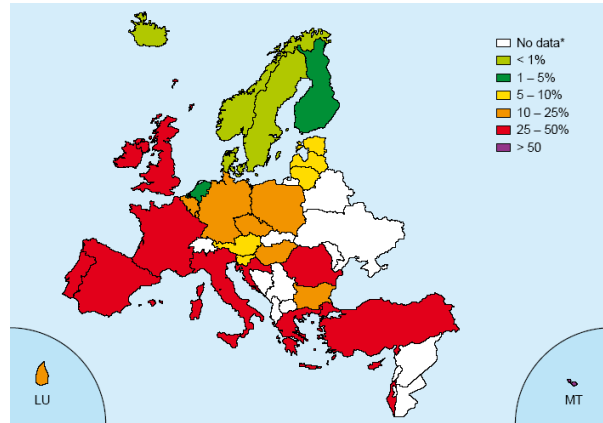 No data*
< 1%
1 – 5%
5 – 10%
10 – 25%
25 – 50%
> 50
LU
MT